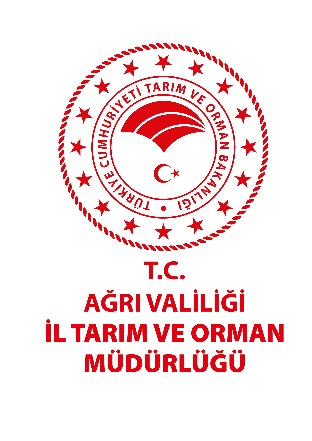 TÜRKİYE CUMHURİYETİ TARIM VE ORMAN BAKANLIĞI
T.C.
AĞRI VALİLİĞİ
İL TARIM VE ORMAN
MÜDÜRLÜĞÜ